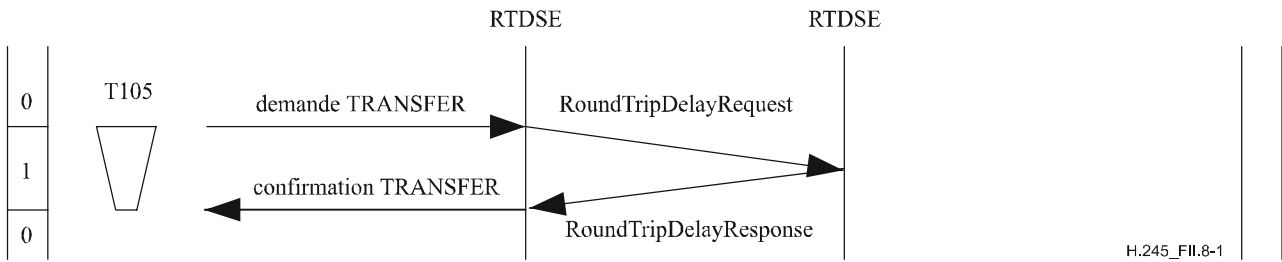 RTDSE
RTDSE
T105
0
demande TRANSFER
RoundTripDelayRequest
1
confirmation TRANSFER
0
RoundTripDelayResponse
H.245_FII.8-1